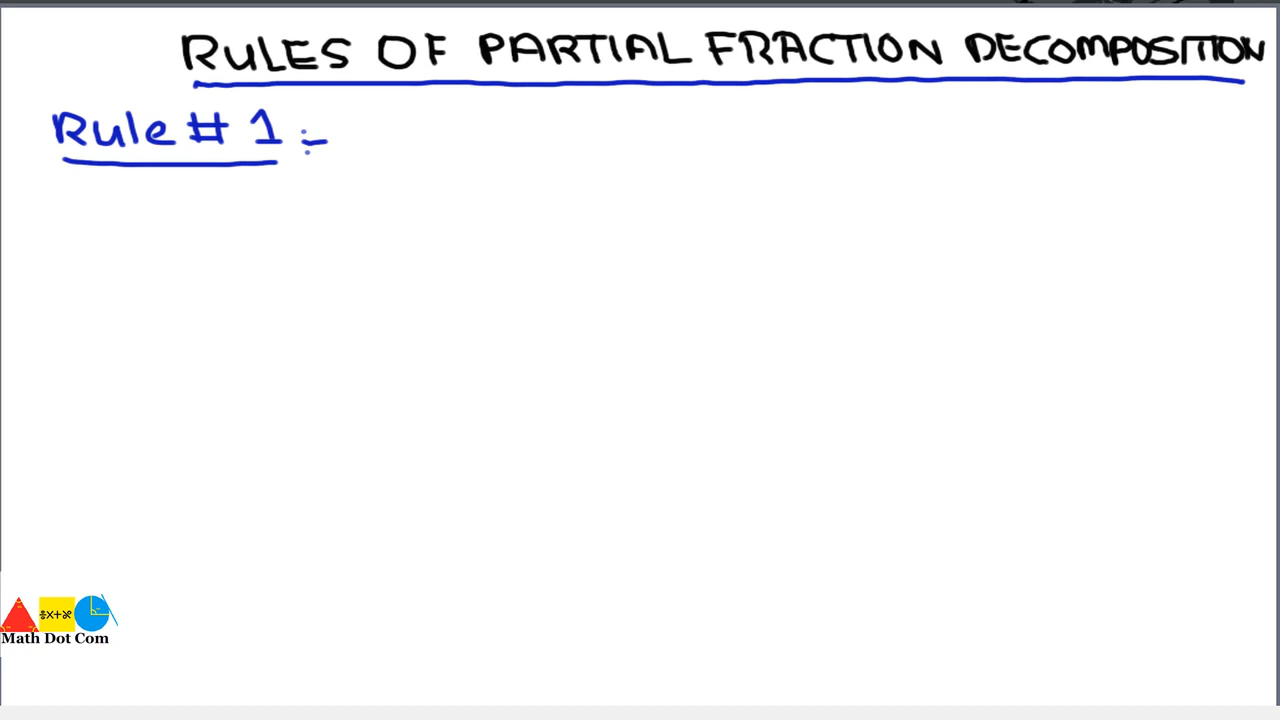 RULES OF PARTIAL FRACTION DECOMPOSITION
Rule # 1 :-
÷×+
Math Dot Com